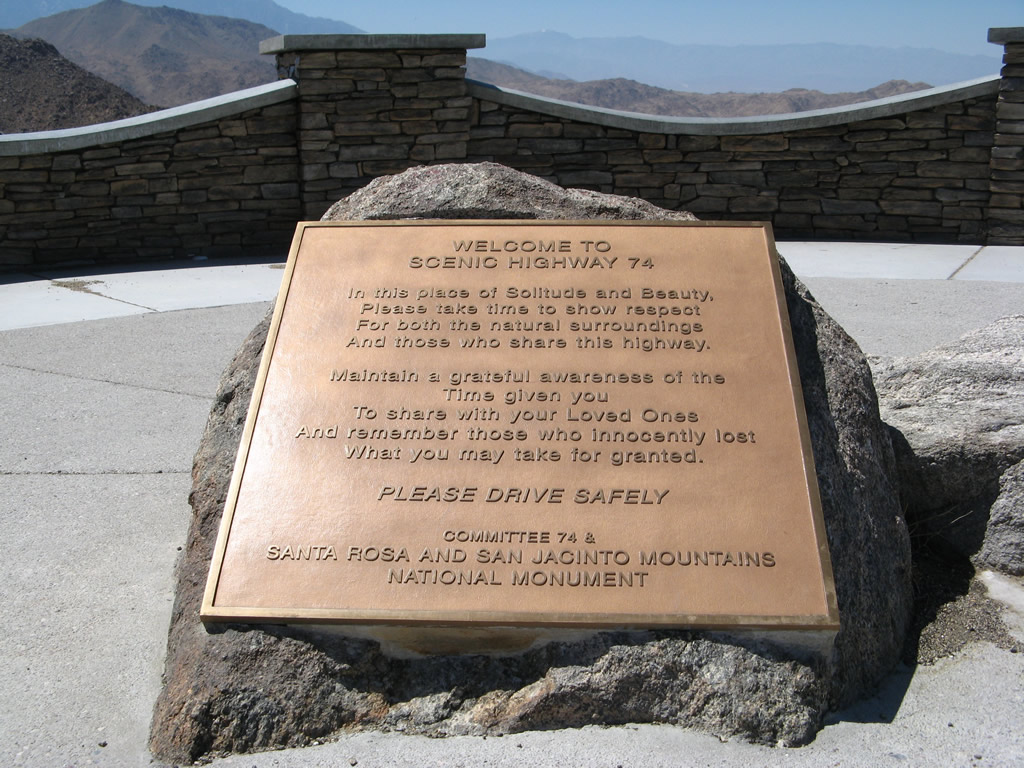 WELCOME TO
SCENIC HIGHWAY 74
In this place of Solitude and Beauty,
Please take time to show respect
For both the natural surroundings
And those who share this highway.
Maintain a grateful awareness of the
Time given you
To share with your Loved Ones
And remember those who innocently lost
What you may take for granted.
PLEASE DRIVE SAFELY
COMMITTEE 74 &
SANTA ROSA AND SAN JACINTO MOUNTAINS
NATIONAL MONUMENT